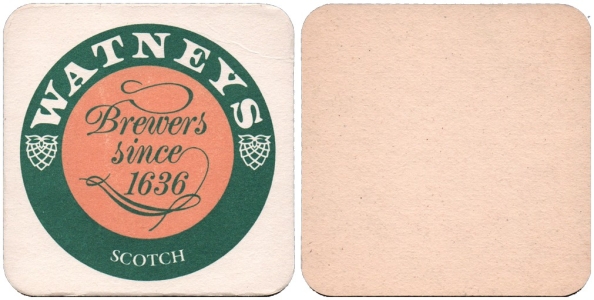 WATNEYS
Brewers
since
1636
SCOTCH